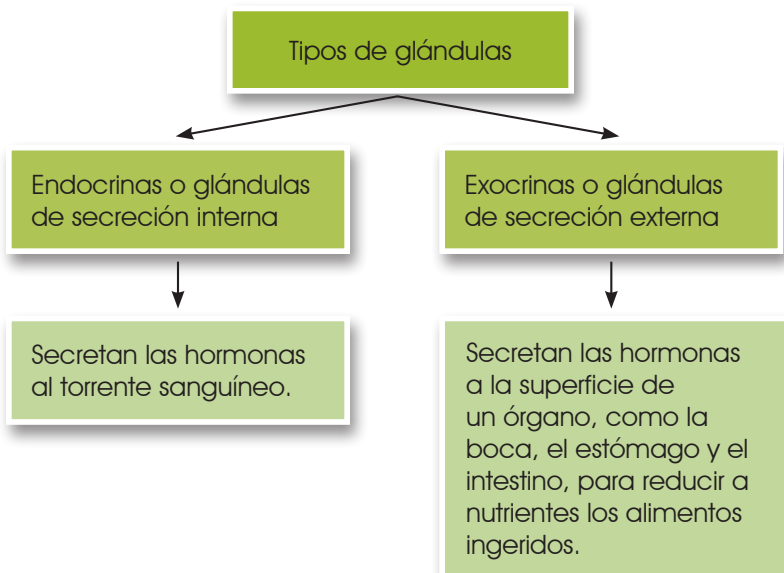 Tipos de glándulas
Endocrinas o glándulas
de secreción interna
Exocrinas o glándulas
de secreción externa
Secretan las hormonas
al torrente sanguíneo.
Secretan las hormonas
a la superficie de
un órgano, como la
boca, el estómago y el
intestino, para reducir a
nutrientes los alimentos
ingeridos.